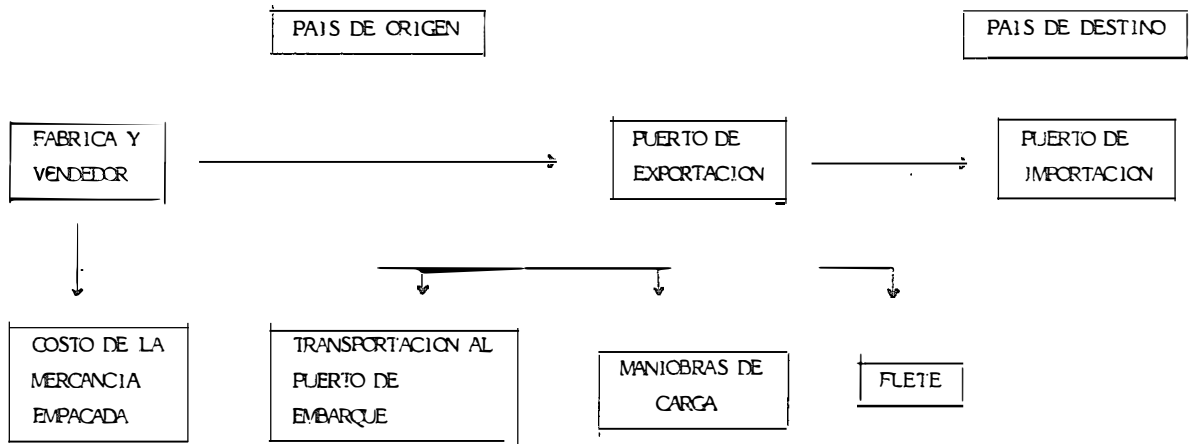 PAIS DE ORIGEN
PAIS DE DESTINO
FABRICA Y
VENDEDOR
PUERTO DE
EXPORTACION
PUERTO DE
IMPORTACION
COSTO DE LA
MERCANCIA
EMPACADA
TRANSPORTACION AL
PUERTO DE
EMBARQUE
MANIOBRAS DE
CARGA
FLETE